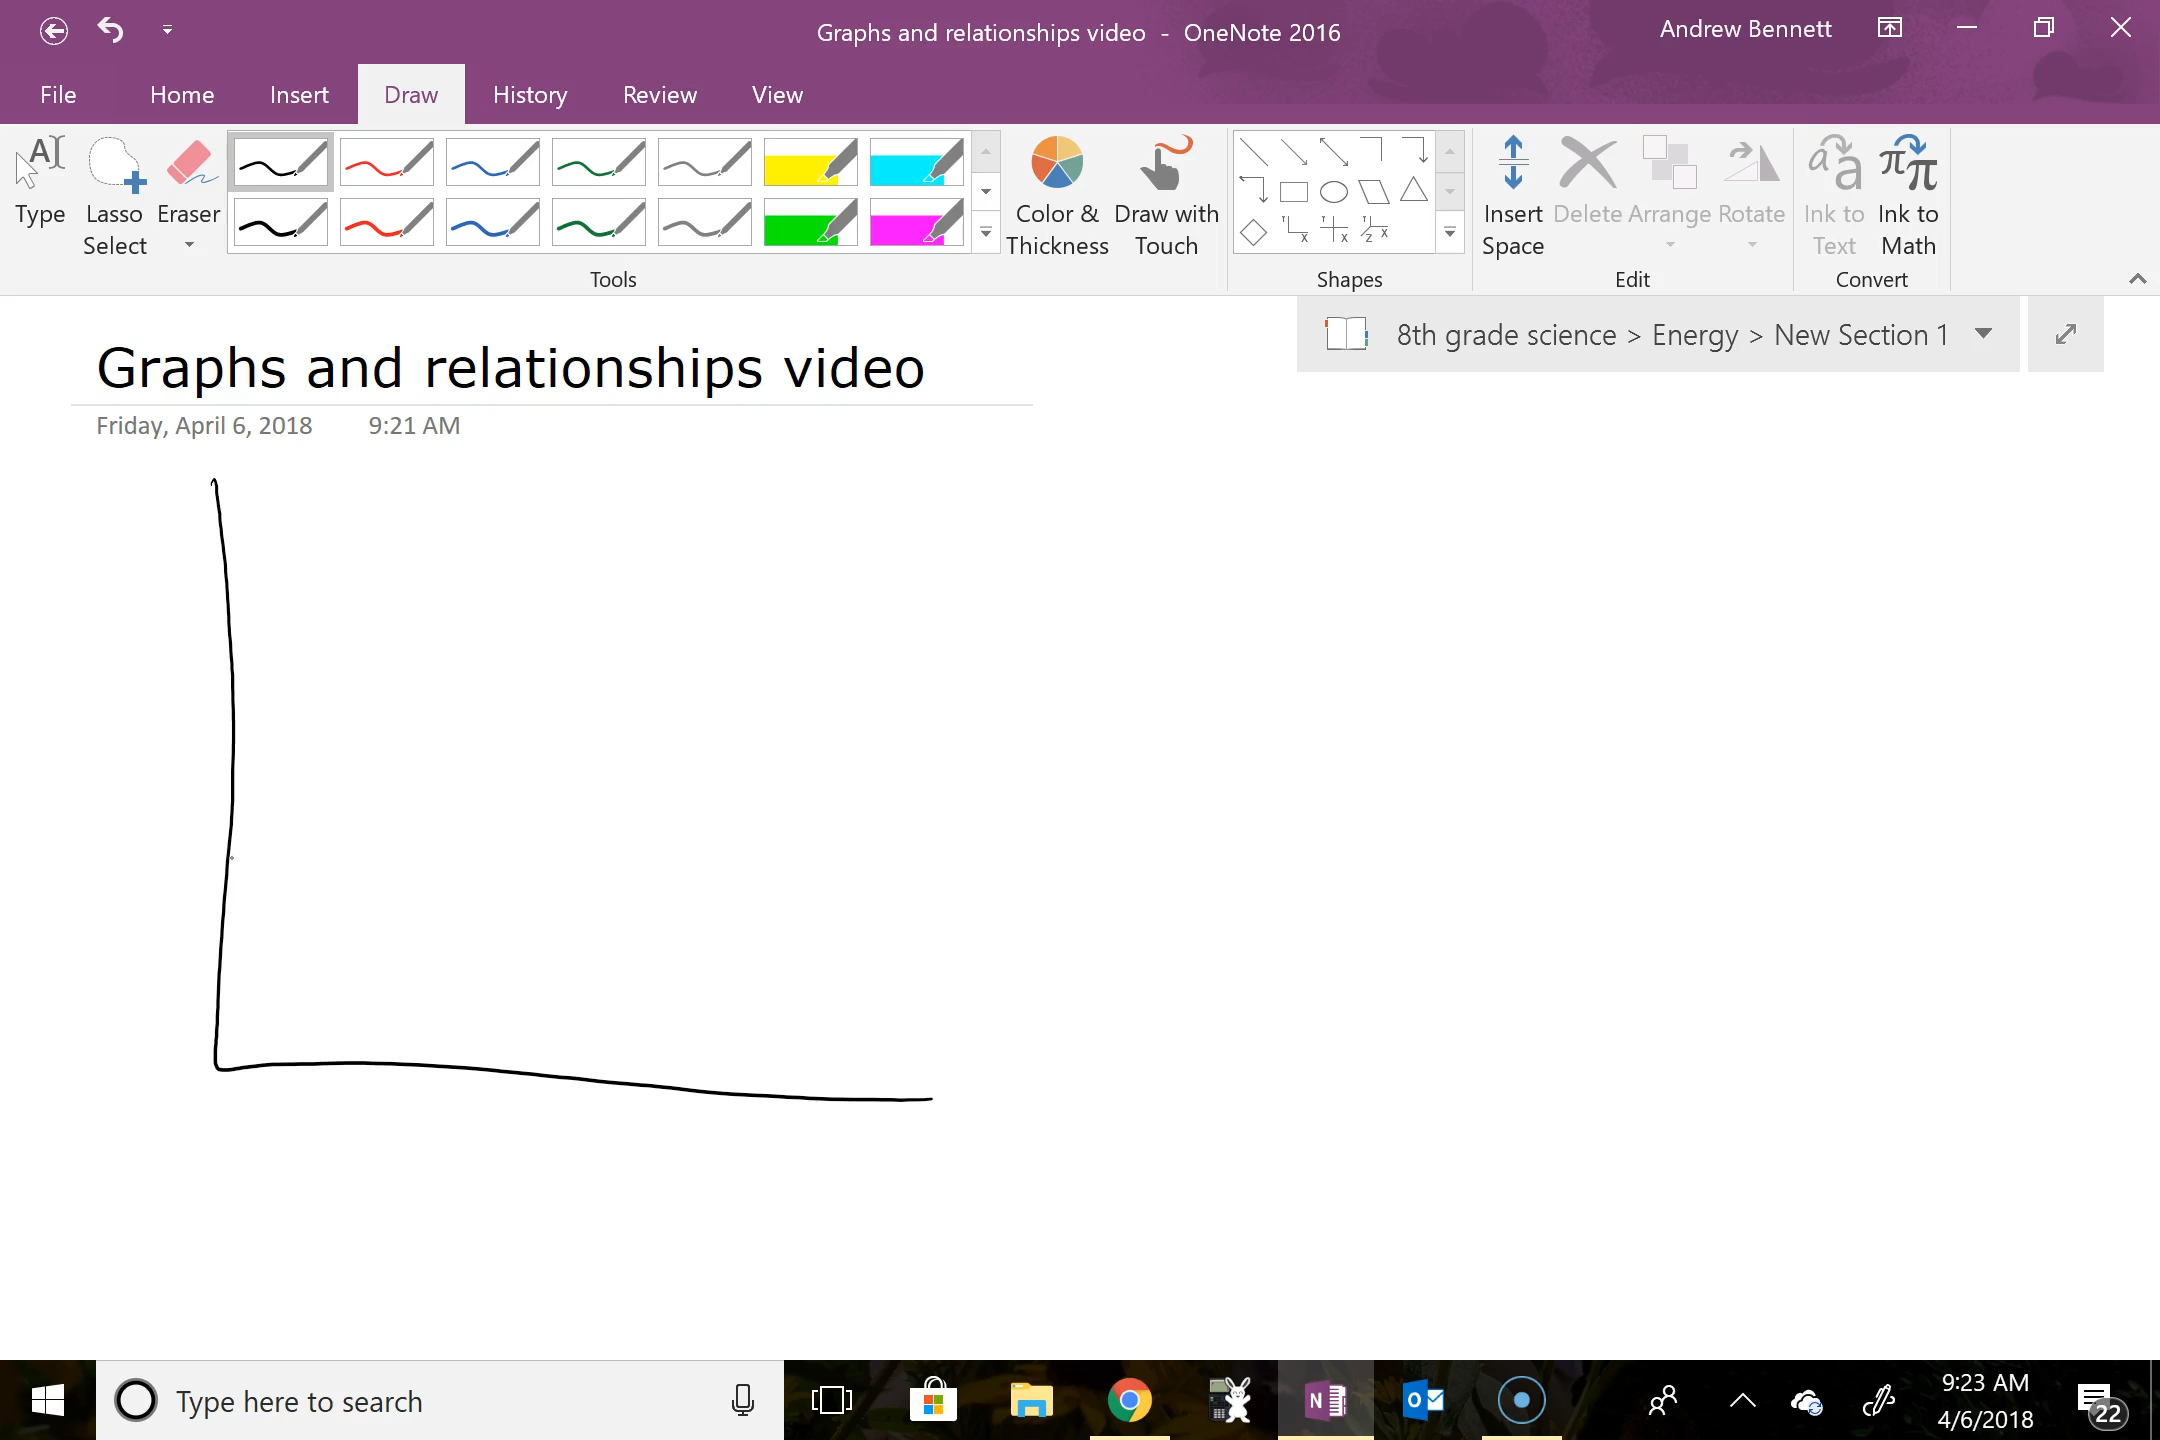 Graphs and relationships video - OneNote 2016
Andrew Bennett
File Home Insert Draw History Review View
Type
Lasso Select
Eraser
Color & Thickness
Draw with Touch
Insert Space
Delete
Arrange
Rotate
Ink to Text
Ink to Math
Tools
Shapes
Edit
Convert
8th grade science > Energy > New Section 1
Graphs and relationships video
Friday, April 6, 2018 9:21 AM
Type here to search
9:23 AM
4/6/2018
22